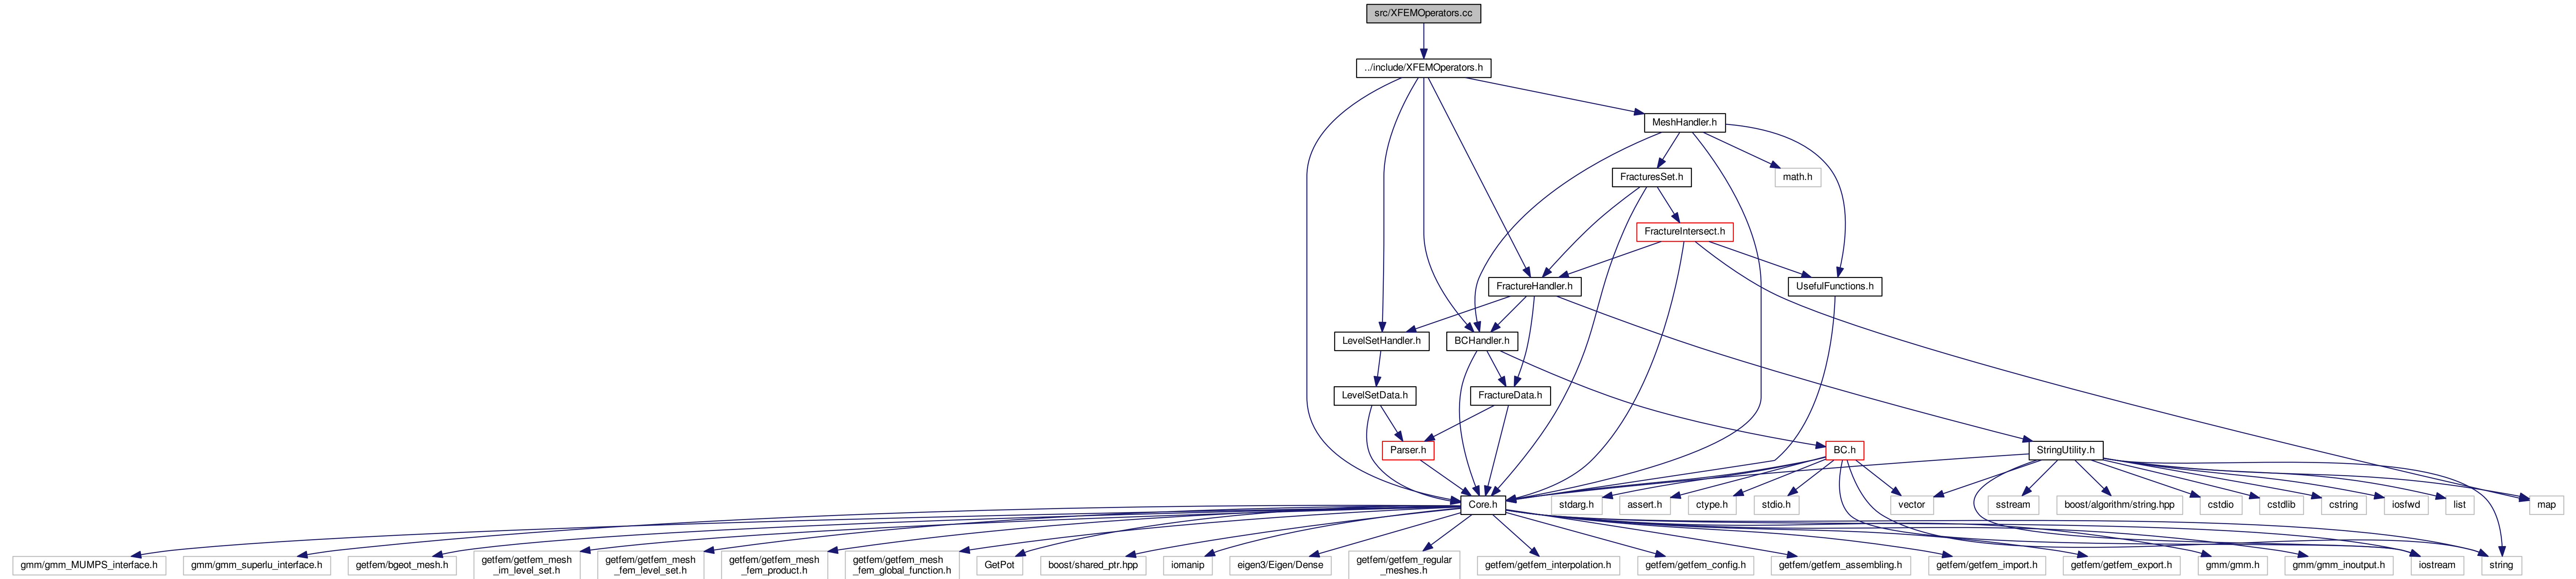 src/XFEMOperators.cc
../include/XFEMOperators.h
MeshHandler.h
FracturesSet.h
math.h
FractureIntersect.h
FractureHandler.h
UsefulFunctions.h
LevelSetHandler.h
BCHandler.h
LevelSetData.h
FractureData.h
Parser.h
BC.h
StringUtility.h
Core.h
stdarg.h
assert.h
ctype.h
stdio.h
vector
sstream
boost/algorithm/string.hpp
cstdio
cstdlib
cstring
iosfwd
list
map
gmm/gmm_MUMPS_interface.h
gmm/gmm_superlu_interface.h
getfem/bgeot_mesh.h
getfem/getfem_mesh
_im_level_set.h
getfem/getfem_mesh
_fem_level_set.h
getfem/getfem_mesh
_fem_product.h
getfem/getfem_mesh
_fem_global_function.h
GetPot
boost/shared_ptr.hpp
iomanip
eigen3/Eigen/Dense
getfem/getfem_regular
_meshes.h
getfem/getfem_interpolation.h
getfem/getfem_config.h
getfem/getfem_assembling.h
getfem/getfem_import.h
getfem/getfem_export.h
gmm/gmm.h
gmm/gmm_inoutput.h
iostream
string